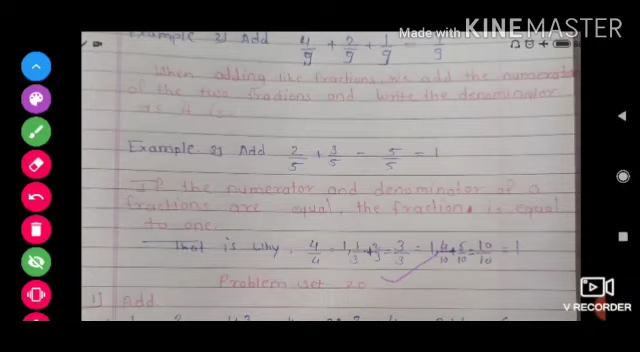 Made with KINEMASTER
Example 2) Add 4/9 + 2/9 + 1/9 = 7/9
When adding like fractions we add the numerator
of the two fradions and write the denominator
as it is.
Example 2) Add 2/5 + 3/5 = 5/5 = 1
If the numerator and denominator of a
fractions are equal, the fraction is equal
to one.
That is why, 4/4 = 1, 1/3 + = 3/3 = 1, 4/10 + 6/10 = 10/10 = 1
Problem set 20
1) Add
V RECORDER